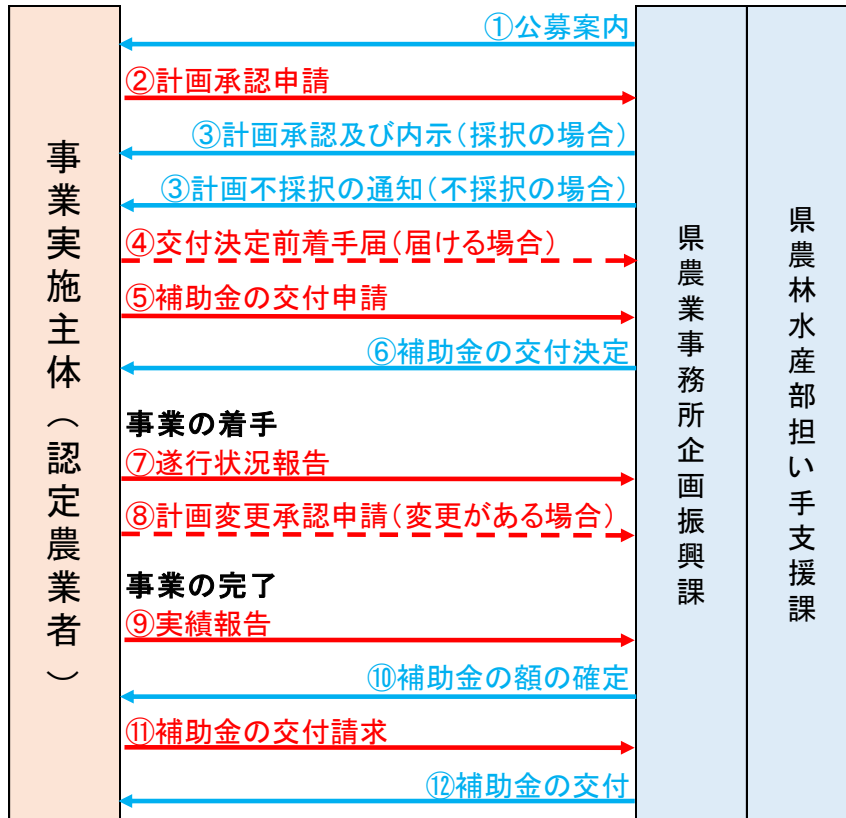 事業実施主体（認定農業者）
①公募案内
②計画承認申請
③計画承認及び内示（採択の場合）
③計画不採択の通知（不採択の場合）
④交付決定前着手届（届ける場合）
⑤補助金の交付申請
⑥補助金の交付決定
事業の着手
⑦遂行状況報告
⑧計画変更承認申請（変更がある場合）
事業の完了
⑨実績報告
⑩補助金の額の確定
⑪補助金の交付請求
⑫補助金の交付
県農業事務所企画振興課
県農林水産部担い手支援課